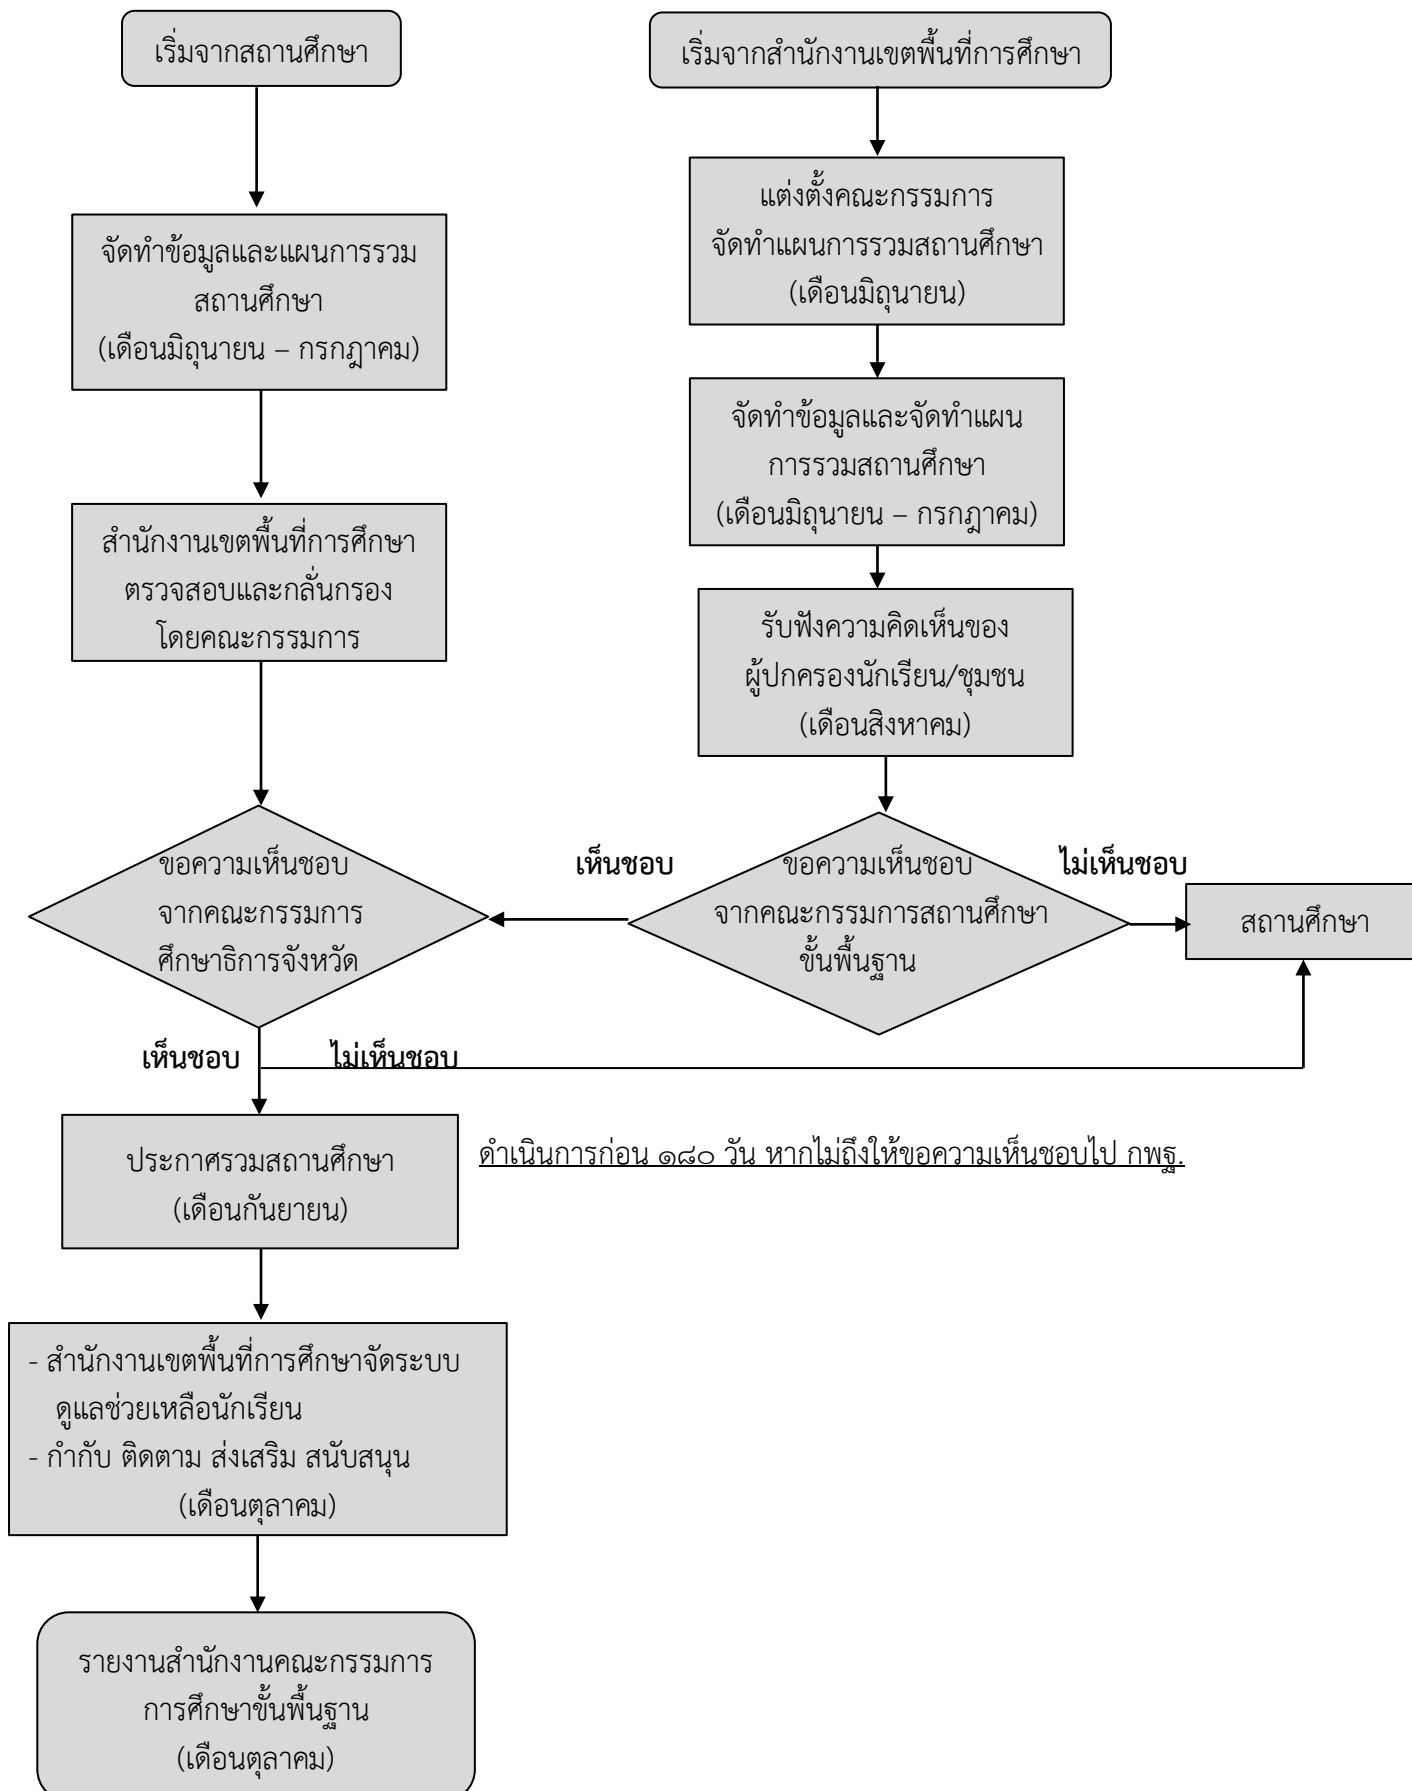 เริ่มจากสถานศึกษา
เริ่มจากสำนักงานเขตพื้นที่การศึกษา
จัดทำข้อมูลและแผนการรวม
สถานศึกษา
(เดือนมิถุนายน – กรกฎาคม)
แต่งตั้งคณะกรรมการ
จัดทำแผนการรวมสถานศึกษา
(เดือนมิถุนายน)
จัดทำข้อมูลและจัดทำแผน
การรวมสถานศึกษา
(เดือนมิถุนายน – กรกฎาคม)
สำนักงานเขตพื้นที่การศึกษา
ตรวจสอบและกลั่นกรอง
โดยคณะกรรมการ
รับฟังความคิดเห็นของ
ผู้ปกครองนักเรียน/ชุมชน
(เดือนสิงหาคม)
ขอความเห็นชอบ
จากคณะกรรมการ
ศึกษาธิการจังหวัด
เห็นชอบ
ขอความเห็นชอบ
จากคณะกรรมการสถานศึกษา
ขั้นพื้นฐาน
ไม่เห็นชอบ
สถานศึกษา
เห็นชอบ
ไม่เห็นชอบ
ประกาศรวมสถานศึกษา
(เดือนกันยายน)
ดำเนินการก่อน ๑๘๐ วัน หากไม่ถึงให้ขอความเห็นชอบไป กพฐ.
- สำนักงานเขตพื้นที่การศึกษาจัดระบบ
ดูแลช่วยเหลือนักเรียน
- กำกับ ติดตาม ส่งเสริม สนับสนุน
(เดือนตุลาคม)
รายงานสำนักงานคณะกรรมการ
การศึกษาขั้นพื้นฐาน
(เดือนตุลาคม)